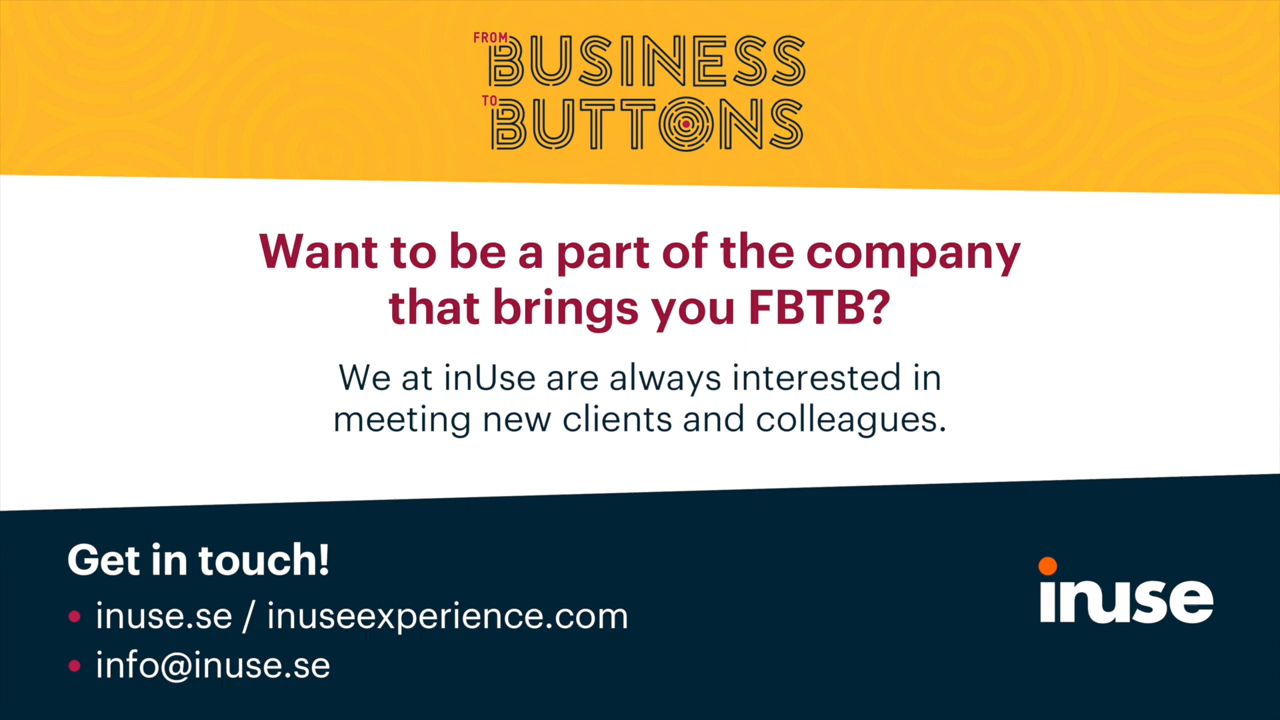 FROM BUSINESS
TO BUTTONS
Want to be a part of the company
that brings you FBTB?
We at inUse are always interested in
meeting new clients and colleagues.
Get in touch!
• inuse.se / inuseexperience.com
• info@inuse.se
inuse